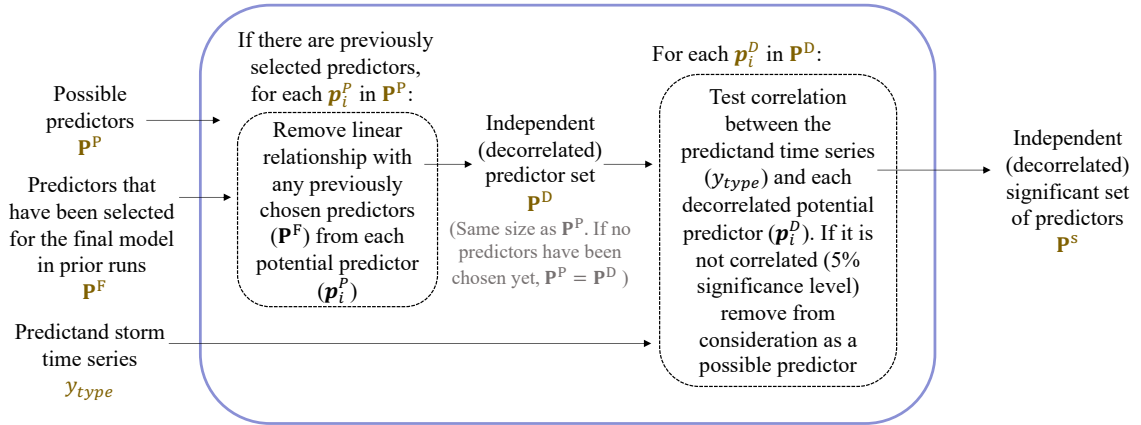 Possible
predictors
P^P
Predictors that
have been selected
for the final model
in prior runs
P^F
Predictand storm
time series
y_type
If there are previously
selected predictors,
for each p_i^P in P^P:
Remove linear
relationship with
any previously
chosen predictors
(P^F) from each
potential predictor
(p_i^P)
Independent
(decorrelated)
predictor set
P^D
(Same size as P^P. If no
predictors have been
chosen yet, P^P = P^D )
For each p_i^D in P^D:
Test correlation
between the
predictand time series
(y_type) and each
decorrelated potential
predictor (p_i^D). If it is
not correlated (5%
significance level)
remove from
consideration as a
possible predictor
Independent
(decorrelated)
significant set
of predictors
P^s